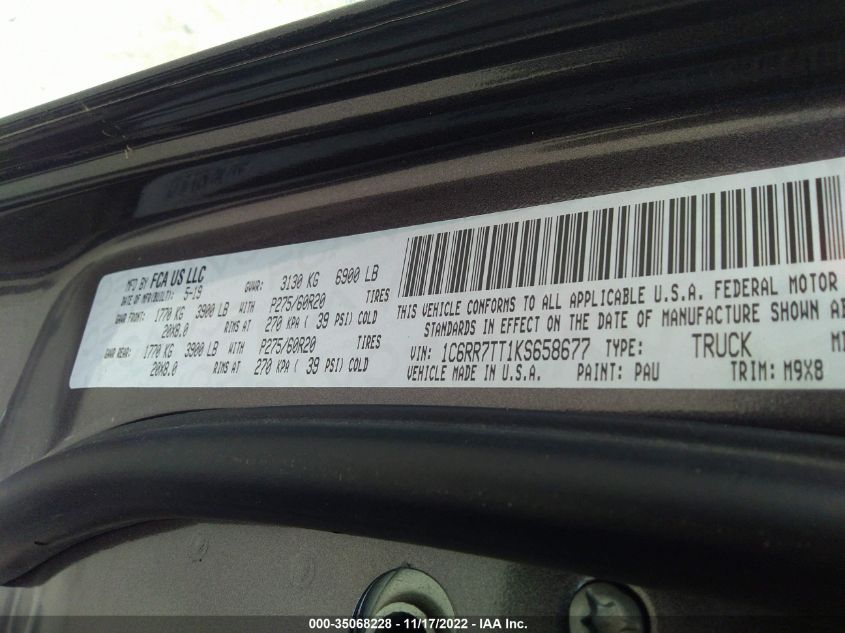 MFD BY FCA US LLC
DATE OF MFR/BUILT: 5-19 GVWR: 3130 KG 6900 LB
GAWR FRONT: 1770 KG 3900 LB WITH P275/60R20 TIRES
20X8.0 RIMS AT 270 KPA ( 39 PSI) COLD
GAWR REAR: 1770 KG 3900 LB WITH P275/60R20 TIRES
20X8.0 RIMS AT 270 KPA ( 39 PSI) COLD
THIS VEHICLE CONFORMS TO ALL APPLICABLE U.S.A. FEDERAL MOTOR
STANDARDS IN EFFECT ON THE DATE OF MANUFACTURE SHOWN AB
VIN: 1C6RR7TT1KS658677 TYPE: TRUCK
VEHICLE MADE IN U.S.A. PAINT: PAU TRIM: M9X8
000-35068228 - 11/17/2022 - IAA Inc.